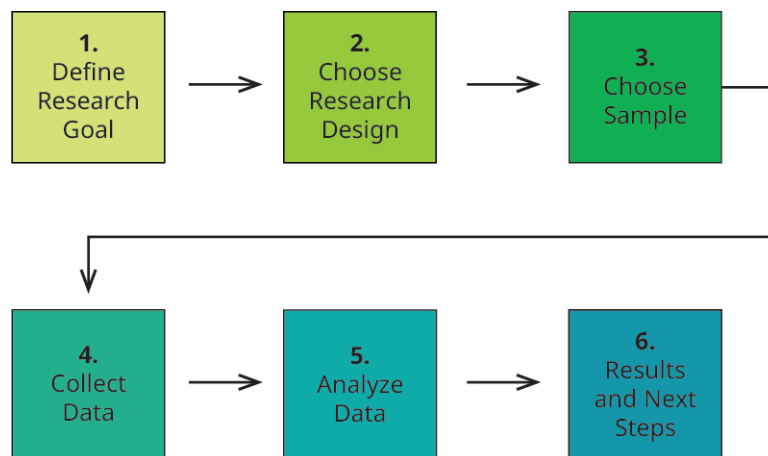 1.
Define
Research
Goal
2.
Choose
Research
Design
3.
Choose
Sample
4.
Collect
Data
5.
Analyze
Data
6.
Results
and Next
Steps